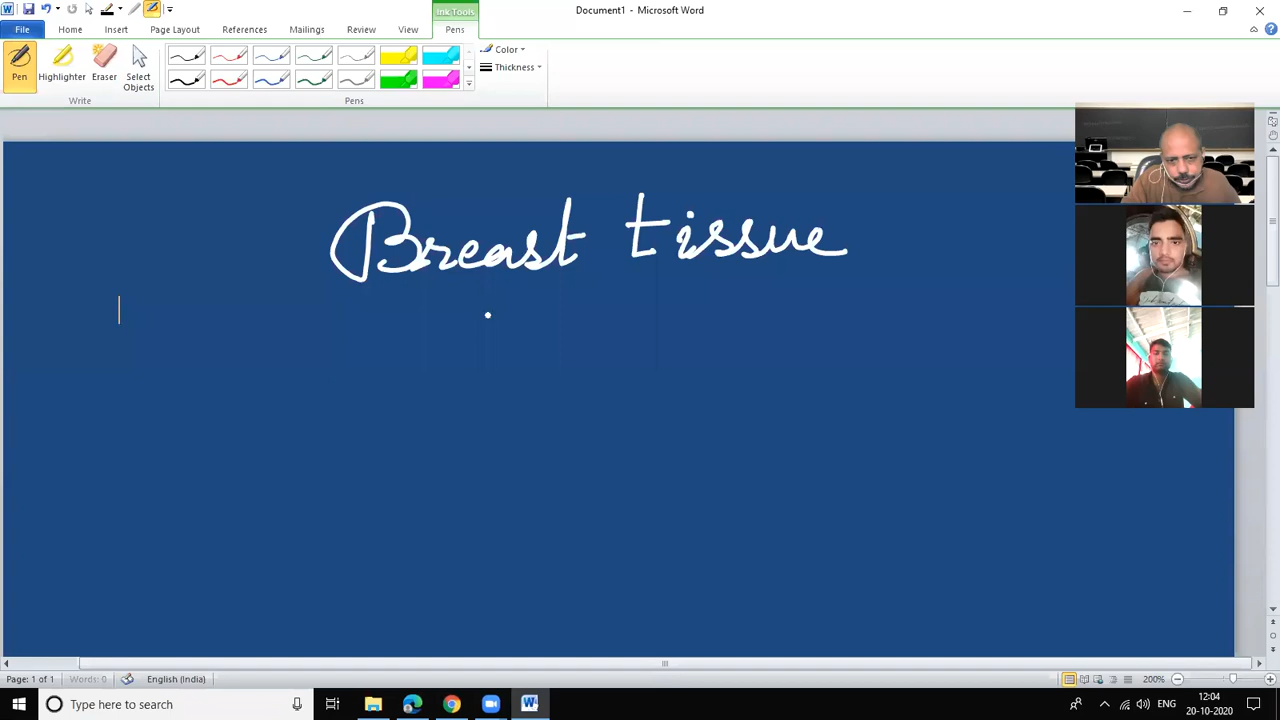 Document1 - Microsoft Word
Ink Tools
File Home Insert Page Layout References Mailings Review View Pens
Pen Highlighter Eraser Select Objects
Color
Thickness
Write Pens
Breast tissue
Page: 1 of 1 Words: 0 English (India) 200%
Type here to search
ENG 12:04
20-10-2020